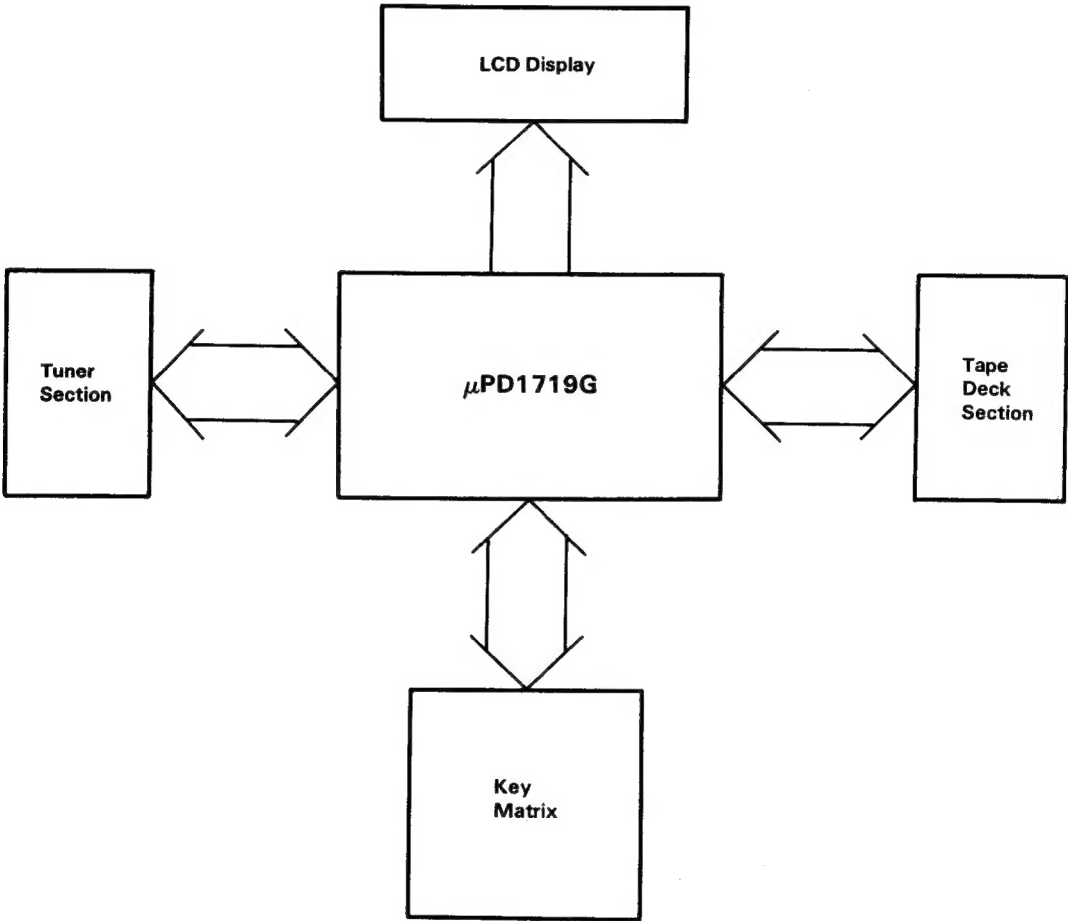 LCD Display
Tuner
Section
μPD1719G
Tape
Deck
Section
Key
Matrix